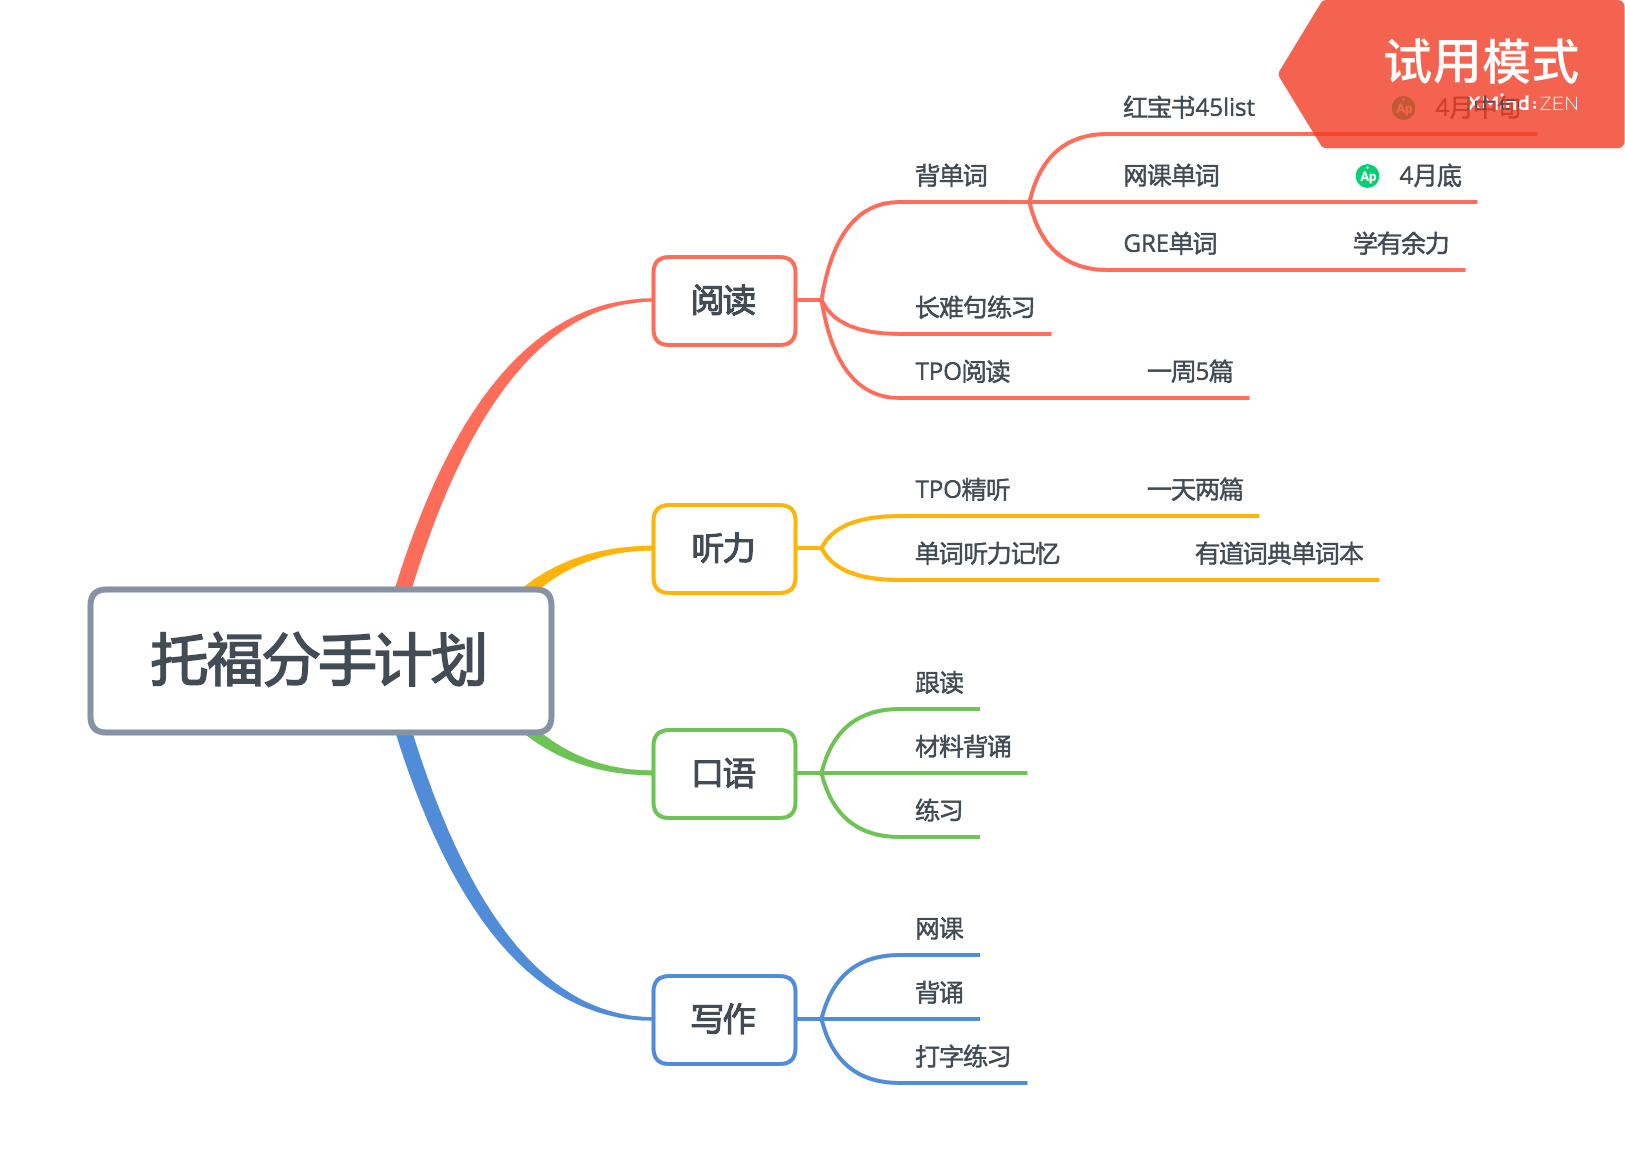 试用模式
XMind:ZEN
红宝书45list
Ap 4月中旬
背单词
网课单词
Ap 4月底
GRE单词
学有余力
阅读
长难句练习
TPO阅读
一周5篇
TPO精听
一天两篇
听力
单词听力记忆
有道词典单词本
托福分手计划
跟读
口语
材料背诵
练习
网课
写作
背诵
打字练习